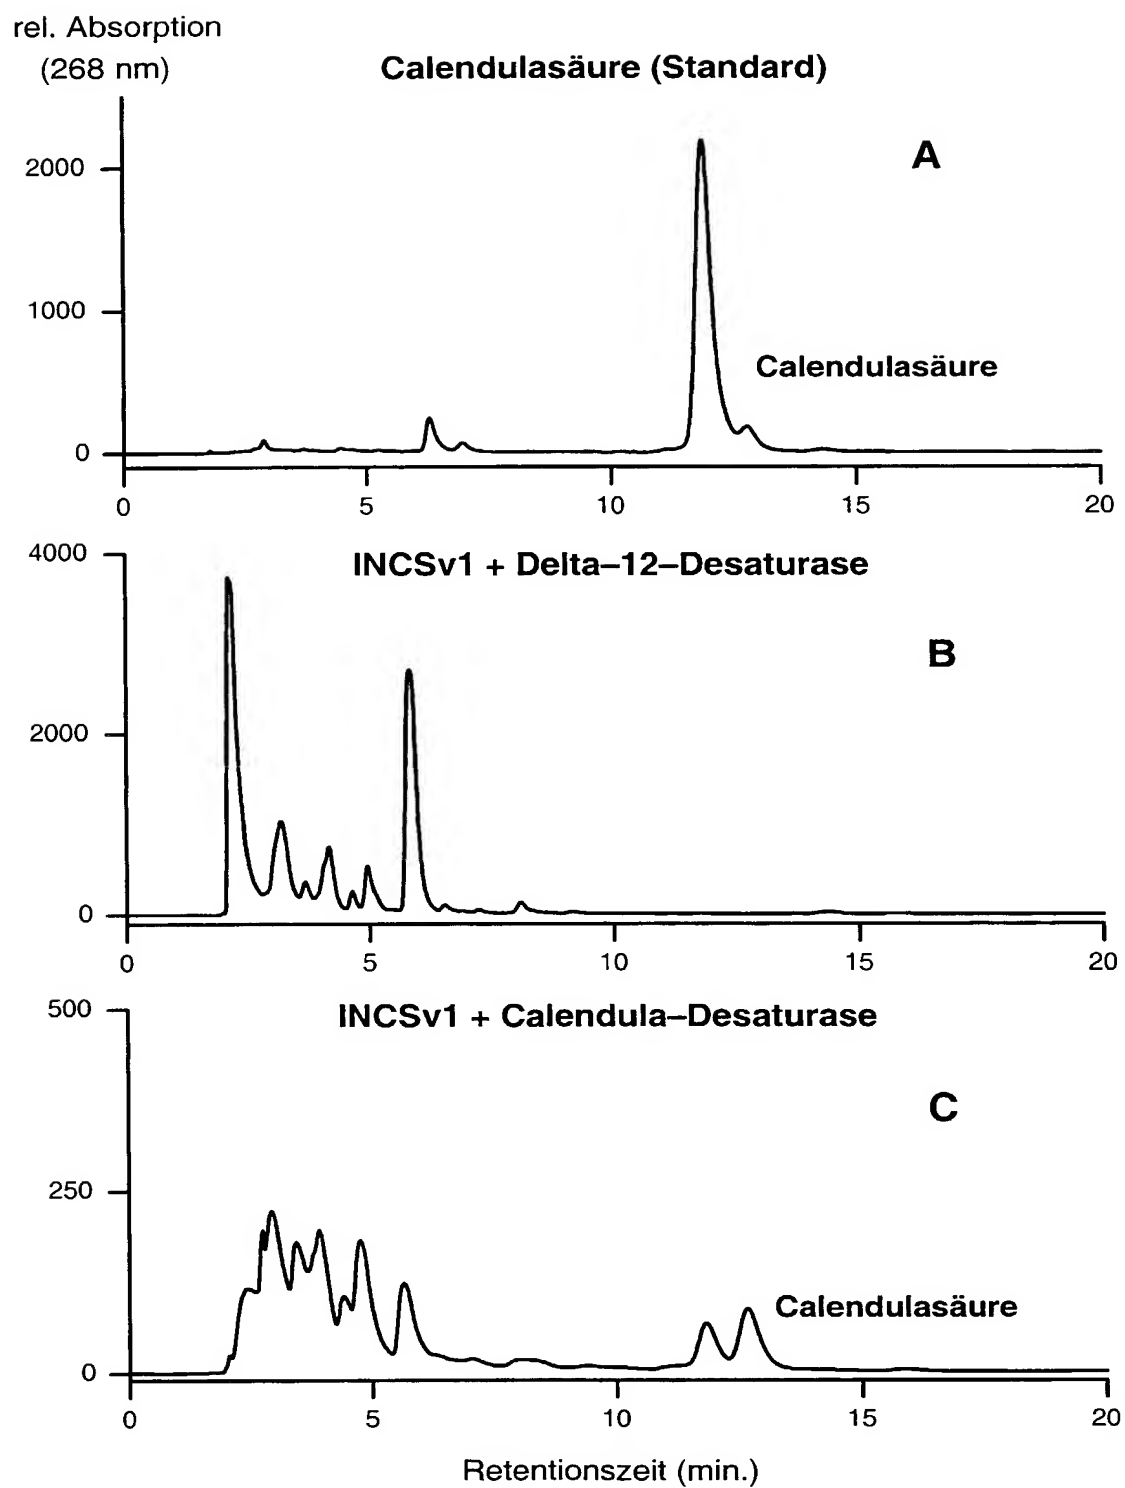 rel. Absorption
(268 nm)
Calendulasäure (Standard)
A
2000
1000
Calendulasäure
0
0 5 10 15 20
4000
INCSv1 + Delta–12–Desaturase
B
2000
0
0 5 10 15 20
500
INCSv1 + Calendula–Desaturase
C
250
Calendulasäure
0
0 5 10 15 20
Retentionszeit (min.)